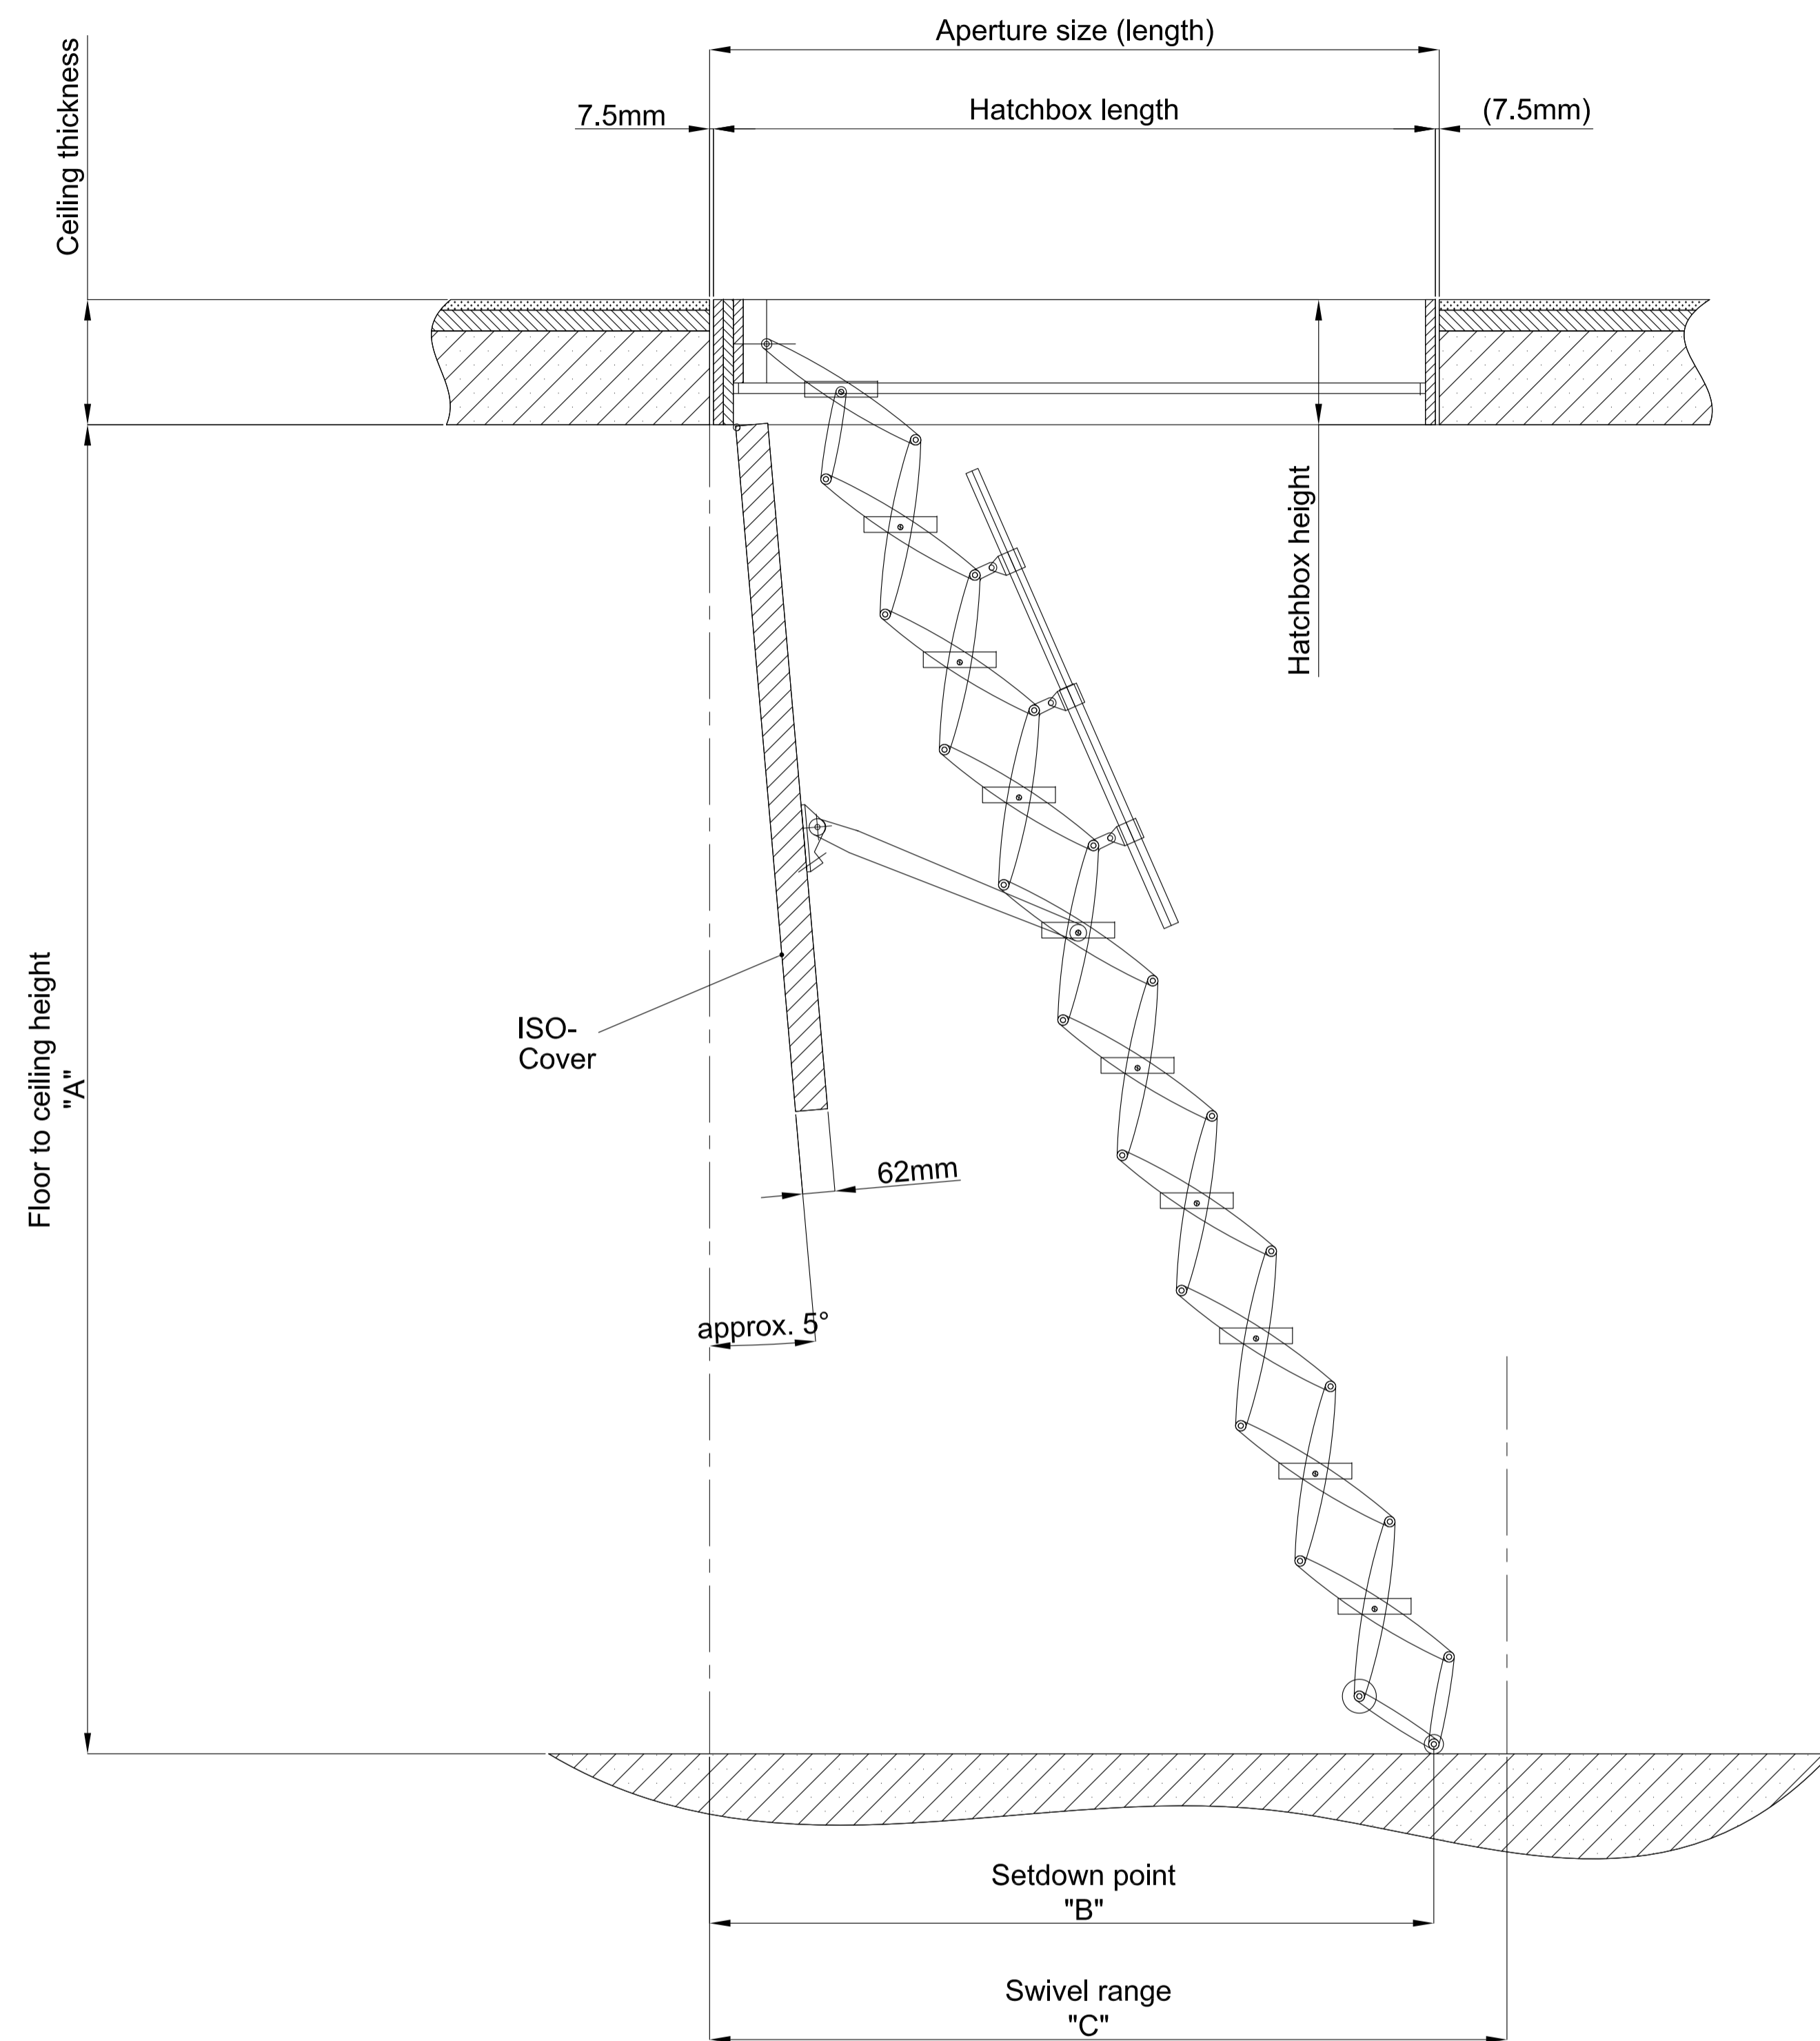 Aperture size (length)
Ceiling thickness
7.5mm
Hatchbox length
(7.5mm)
Hatchbox height
Floor to ceiling height
"A"
ISO-
Cover
62mm
approx. 5°
Setdown point
"B"
Swivel range
"C"